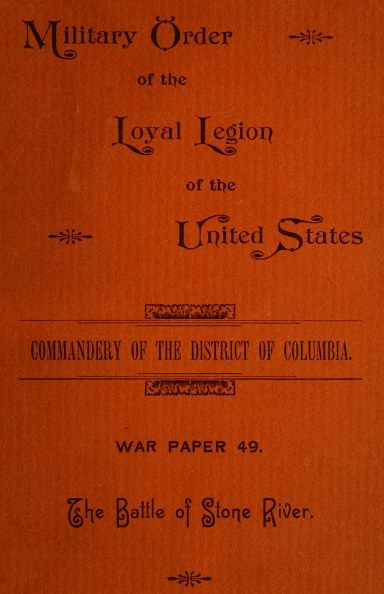 Military Order
of the
Loyal Legion
of the
United States
COMMANDERY OF THE DISTRICT OF COLUMBIA.
WAR PAPER 49.
The Battle of Stone River.